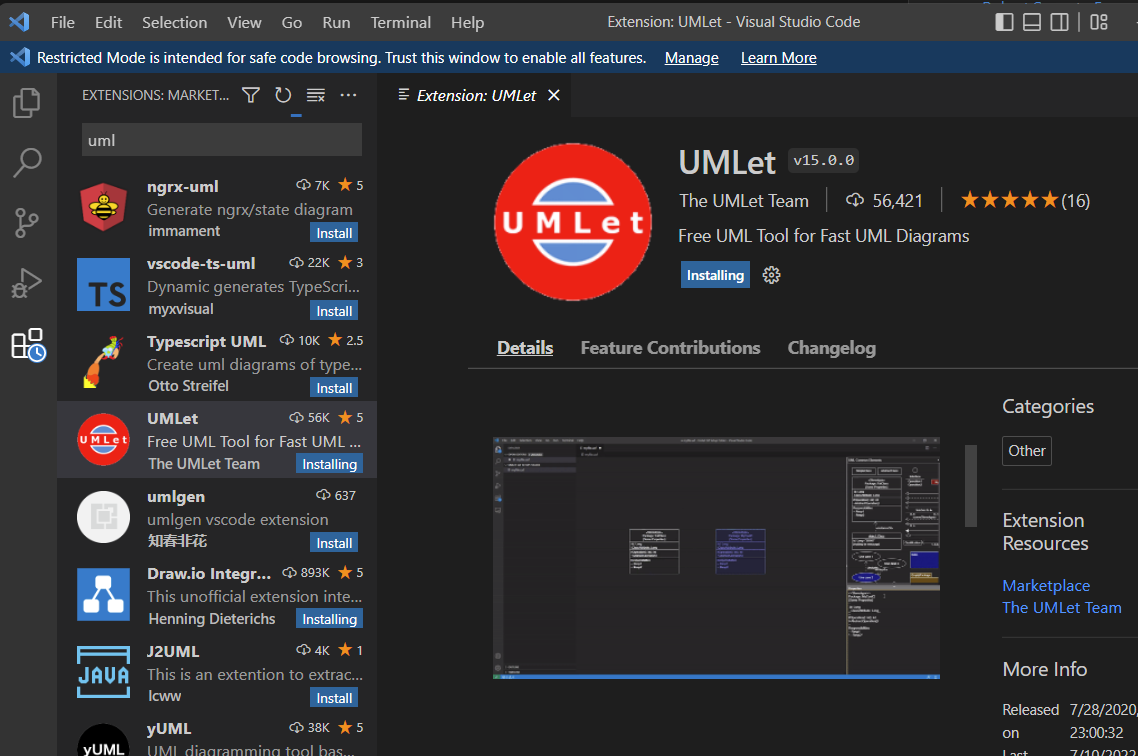 File Edit Selection View Go Run Terminal Help Extension: UMLet - Visual Studio Code
Restricted Mode is intended for safe code browsing. Trust this window to enable all features. Manage Learn More
EXTENSIONS: MARKET...
uml
ngrx-uml 7K 5
Generate ngrx/state diagram
immament Install
vscode-ts-uml 22K 3
Dynamic generates TypeScri...
myxvisual Install
TS
Typescript UML 10K 2.5
Create uml diagrams of type...
Otto Streifel Install
UMLet 56K 5
Free UML Tool for Fast UML ...
The UMLet Team Installing
UMLet
umlgen 637
umlgen vscode extension
知春非花 Install
Draw.io Integr... 893K 5
This unofficial extension inte...
Henning Dieterichs Installing
J2UML 4K 1
This is an extention to extrac...
lcww Install
JAVA
yUML 38K 5
UML diagramming tool bas...
yUML
Extension: UMLet
UMLet
UMLet v15.0.0
The UMLet Team 56,421 (16)
Free UML Tool for Fast UML Diagrams
Installing
Details Feature Contributions Changelog
Categories
Other
Extension
Resources
Marketplace
The UMLet Team
More Info
Released 7/28/2020,
on 23:00:32
Last 7/10/2022